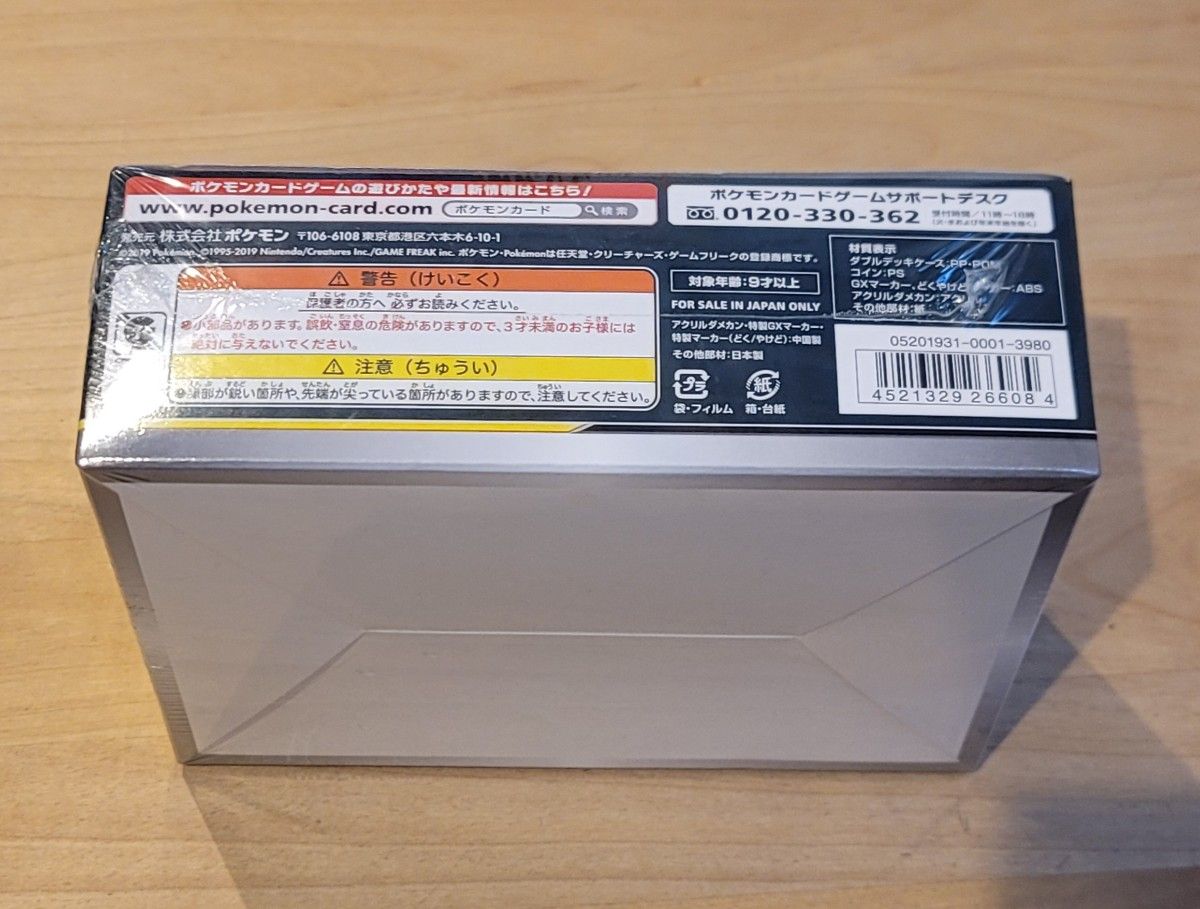 ポケモンカードゲームの遊びかたや最新情報はこちら!
www.pokemon-card.com ポケモンカード 検索
発売元 株式会社ポケモン 〒106-6108 東京都港区六本木6-10-1
©2019 Pokémon. ©1995-2019 Nintendo/Creatures Inc./GAME FREAK inc. ポケモン・Pokémonは任天堂・クリーチャーズ・ゲームフリークの登録商標です。
警告(けいこく)
保護者の方へ 必ずお読みください。
小部品があります。誤飲・窒息の危険がありますので、3才未満のお子様には
絶対に与えないでください。
注意(ちゅうい)
部が鋭い箇所や、先端が尖っている箇所がありますので、注意してください。
ポケモンカードゲームサポートデスク
0120-330-362 受付時間/11時~18時
対象年齢:9才以上
FOR SALE IN JAPAN ONLY
アクリルダメカン・特製GXマーカー・
特製マーカー(どく/やけど):中国製
その他部材:日本製
プラ 紙
袋・フィルム 箱・台紙
材質表示
ダブルデッキケース:PP・
コイン:PS
GXマーカー、どくやけど :ABS
アクリルダメカン:
その他部材:紙
05201931-0001-3980
4521329 26608 4